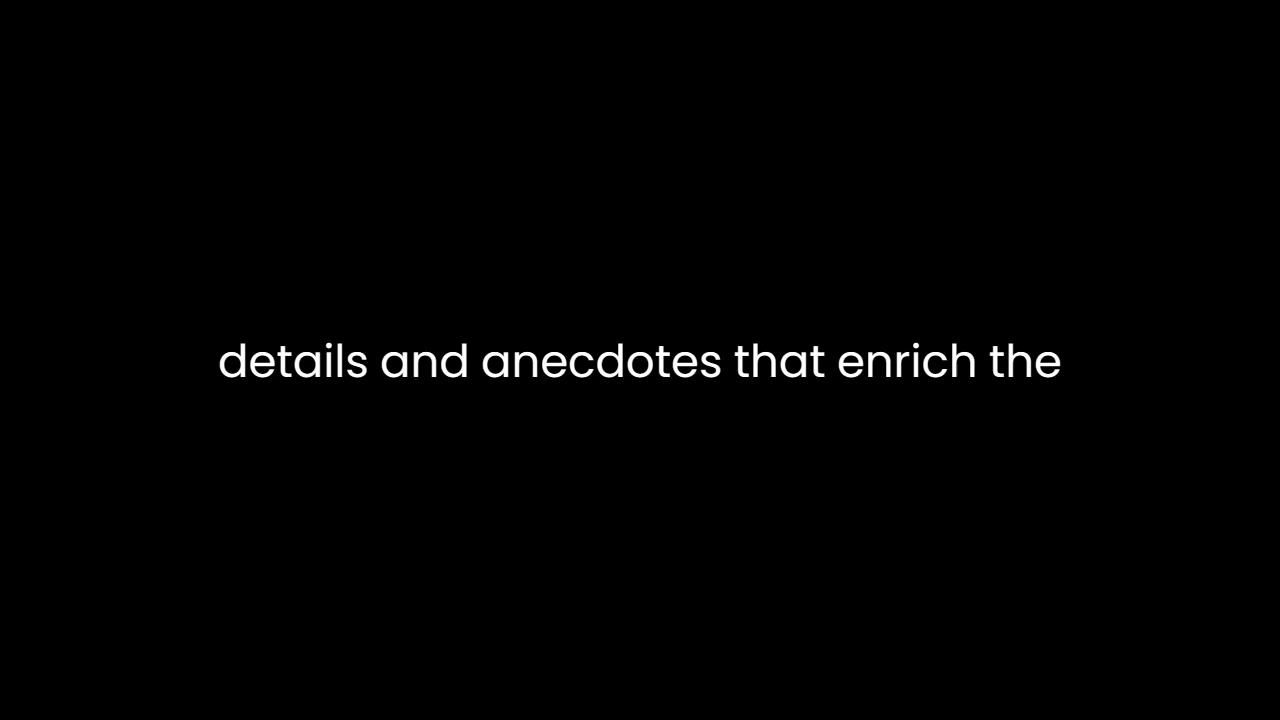 details and anecdotes that enrich the